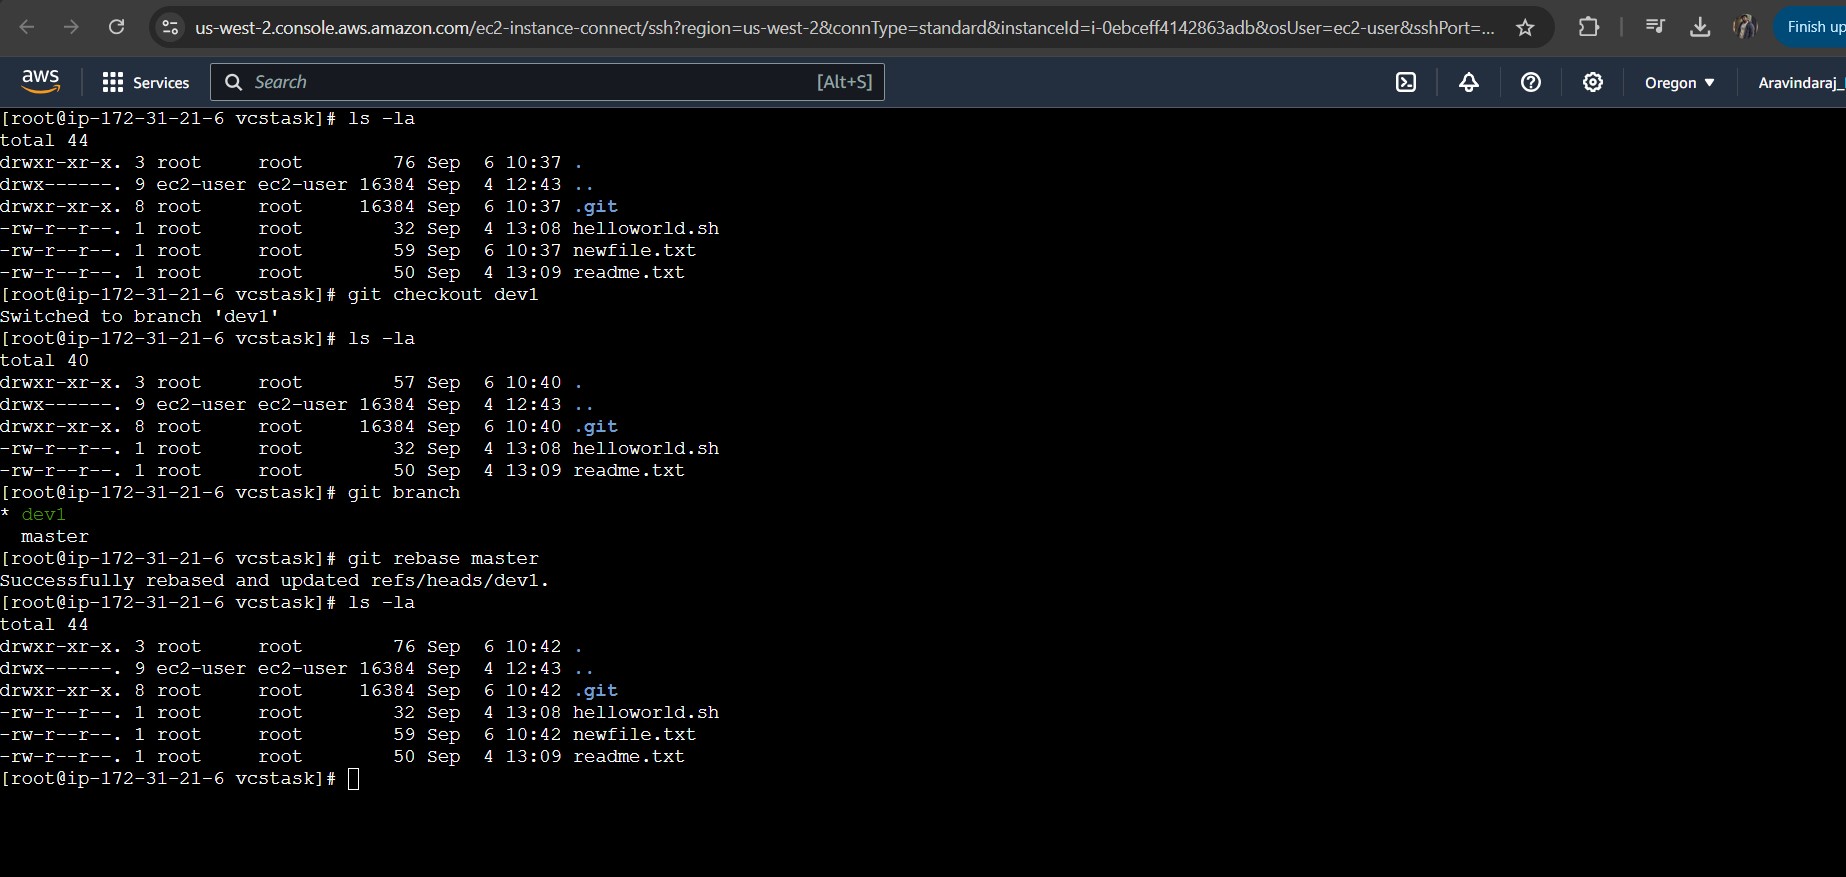 us-west-2.console.aws.amazon.com/ec2-instance-connect/ssh?region=us-west-2&connType=standard&instanceId=i-0ebceff4142863adb&osUser=ec2-user&sshPort=...
Finish up
aws
Services
Search
[Alt+S]
Oregon
Aravindaraj_
[root@ip-172-31-21-6 vcstask]# ls -la
total 44
drwxr-xr-x. 3 root     root        76 Sep  6 10:37 .
drwx------. 9 ec2-user ec2-user 16384 Sep  4 12:43 ..
drwxr-xr-x. 8 root     root     16384 Sep  6 10:37 .git
-rw-r--r--. 1 root     root        32 Sep  4 13:08 helloworld.sh
-rw-r--r--. 1 root     root        59 Sep  6 10:37 newfile.txt
-rw-r--r--. 1 root     root        50 Sep  4 13:09 readme.txt
[root@ip-172-31-21-6 vcstask]# git checkout dev1
Switched to branch 'dev1'
[root@ip-172-31-21-6 vcstask]# ls -la
total 40
drwxr-xr-x. 3 root     root        57 Sep  6 10:40 .
drwx------. 9 ec2-user ec2-user 16384 Sep  4 12:43 ..
drwxr-xr-x. 8 root     root     16384 Sep  6 10:40 .git
-rw-r--r--. 1 root     root        32 Sep  4 13:08 helloworld.sh
-rw-r--r--. 1 root     root        50 Sep  4 13:09 readme.txt
[root@ip-172-31-21-6 vcstask]# git branch
* dev1
  master
[root@ip-172-31-21-6 vcstask]# git rebase master
Successfully rebased and updated refs/heads/dev1.
[root@ip-172-31-21-6 vcstask]# ls -la
total 44
drwxr-xr-x. 3 root     root        76 Sep  6 10:42 .
drwx------. 9 ec2-user ec2-user 16384 Sep  4 12:43 ..
drwxr-xr-x. 8 root     root     16384 Sep  6 10:42 .git
-rw-r--r--. 1 root     root        32 Sep  4 13:08 helloworld.sh
-rw-r--r--. 1 root     root        59 Sep  6 10:42 newfile.txt
-rw-r--r--. 1 root     root        50 Sep  4 13:09 readme.txt
[root@ip-172-31-21-6 vcstask]#